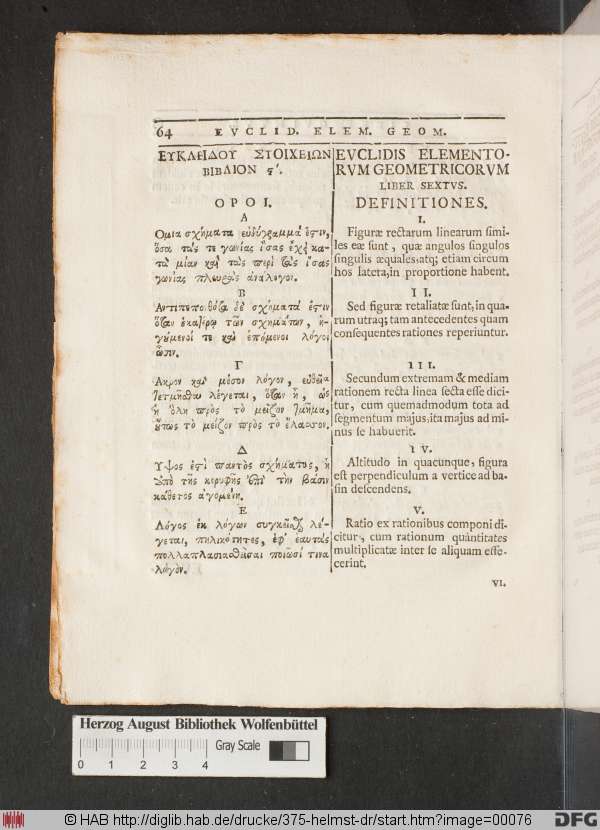 64 EVCLID. ELEM. GEOM.
ΕΥΚΛΕΙΔΟΥ ΣΤΟΙΧΕΙΩΝ
ΒΙΒΛΙΟΝ ϛ'.
ΟΡΟΙ.
Α
Ομοια σχήματα εὐθύγραμμά ἐστιν,
ὅσα τάς τε γωνίας ἴσας ἔχει κα-
τὰ μίαν καὶ τὰς περὶ τὰς ἴσας
γωνίας πλευρὰς ἀνάλογον.
Β
Αντιπεπονθότα δὲ σχήματά ἐστιν
ὅταν ἑκατέρῳ τῶν σχημάτων, ἡ-
γούμενοί τε καὶ ἑπόμενοι λόγοι
ὦσιν.
Γ
Ακρον καὶ μέσον λόγον, εὐθεῖα
τετμῆσθαι λέγεται, ὅταν ᾖ, ὡς
ἡ ὅλη πρὸς τὸ μεῖζον τμῆμα,
οὕτως τὸ μεῖζον πρὸς τὸ ἔλαττον.
Δ
Υψος ἐστὶ παντὸς σχήματος, ἡ
ἀπὸ τῆς κορυφῆς ἐπὶ τὴν βάσιν
κάθετος ἀγομένη.
Ε
Λόγος ἐκ λόγων συγκεῖσθαι λέ-
γεται, πηλικότητες, ἐφ' ἑαυτὰς
πολλαπλασιασθεῖσαι ποιῶσί τινα
λόγον.
EVCLIDIS ELEMENTO-
RVM GEOMETRICORVM
LIBER SEXTVS.
DEFINITIONES.
I.
Figuræ rectarum linearum simi-
les eæ sunt, quæ angulos singulos
singulis æquales, atq; etiam circum
hos latera, in proportione habent.
II.
Sed figuræ retaliatæ sunt, in qua-
rum utraq; tam antecedentes quam
consequentes rationes reperiuntur.
III.
Secundum extremam & mediam
rationem recta linea secta esse dici
tur, cum quemadmodum tota ad
segmentum majus, ita majus ad mi-
nus se habuerit.
IV.
Altitudo in quacunque, figura
est perpendiculum a vertice ad ba-
sin descendens.
V.
Ratio ex rationibus componi di-
citur, cum rationum quantitates
multiplicatæ inter se aliquam effe-
cerint.
VI.
Herzog August Bibliothek Wolfenbüttel
0 1 2 3 4 Gray Scale
© HAB http://diglib.hab.de/drucke/375-helmst-dr/start.htm?image=00076
DFG